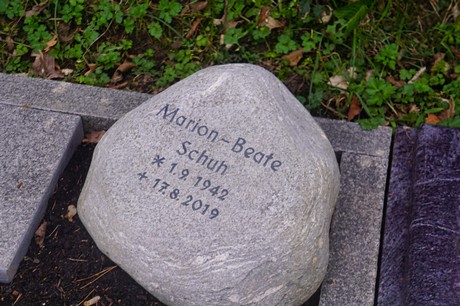 Marion-Beate
Schuh
* 1.9.1942
+ 17.8.2019